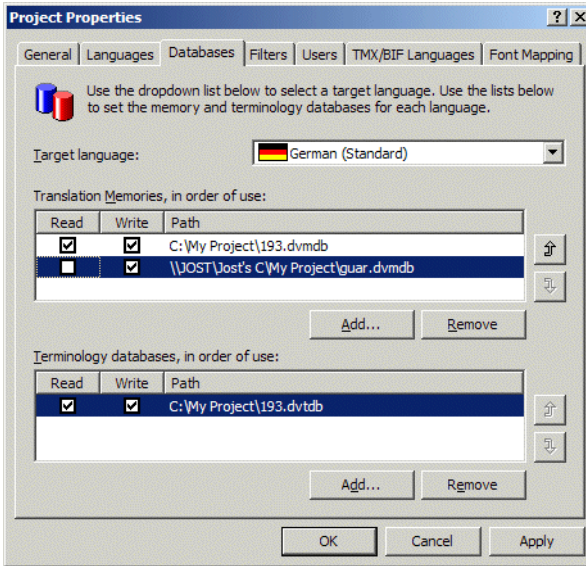 Project Properties
General Languages Databases Filters Users TMX/BIF Languages Font Mapping
Use the dropdown list below to select a target language. Use the lists below
to set the memory and terminology databases for each language.
Target language: German (Standard)
Translation Memories, in order of use:
Read Write Path
C:\My Project\193.dvmdb
\\JOST\Jost's C\My Project\guar.dvmdb
Add... Remove
Terminology databases, in order of use:
Read Write Path
C:\My Project\193.dvtdb
Add... Remove
OK Cancel Apply